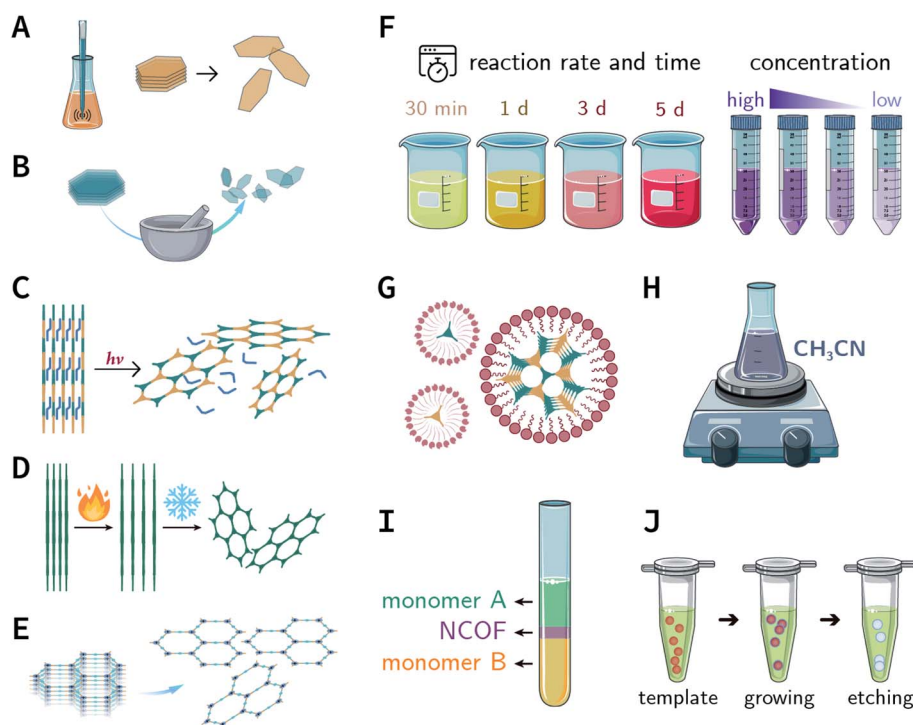 A
B
C
hν
D
E
F
reaction rate and time
30 min 1 d 3 d 5 d
concentration
high low
G
H
CH₃CN
I
monomer A
NCOF
monomer B
J
template growing etching